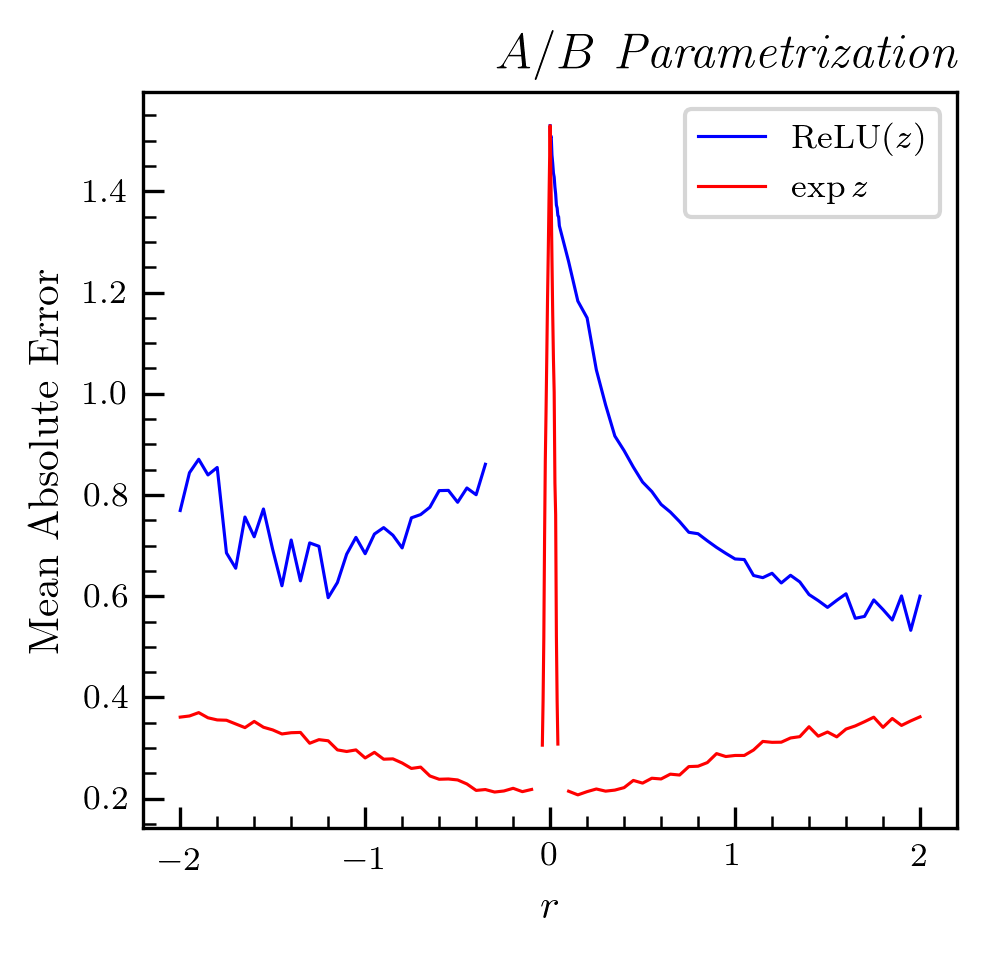 A/B Parametrization
ReLU(z)
exp z
Mean Absolute Error
1.4
1.2
1.0
0.8
0.6
0.4
0.2
−2 −1 0 1 2
r